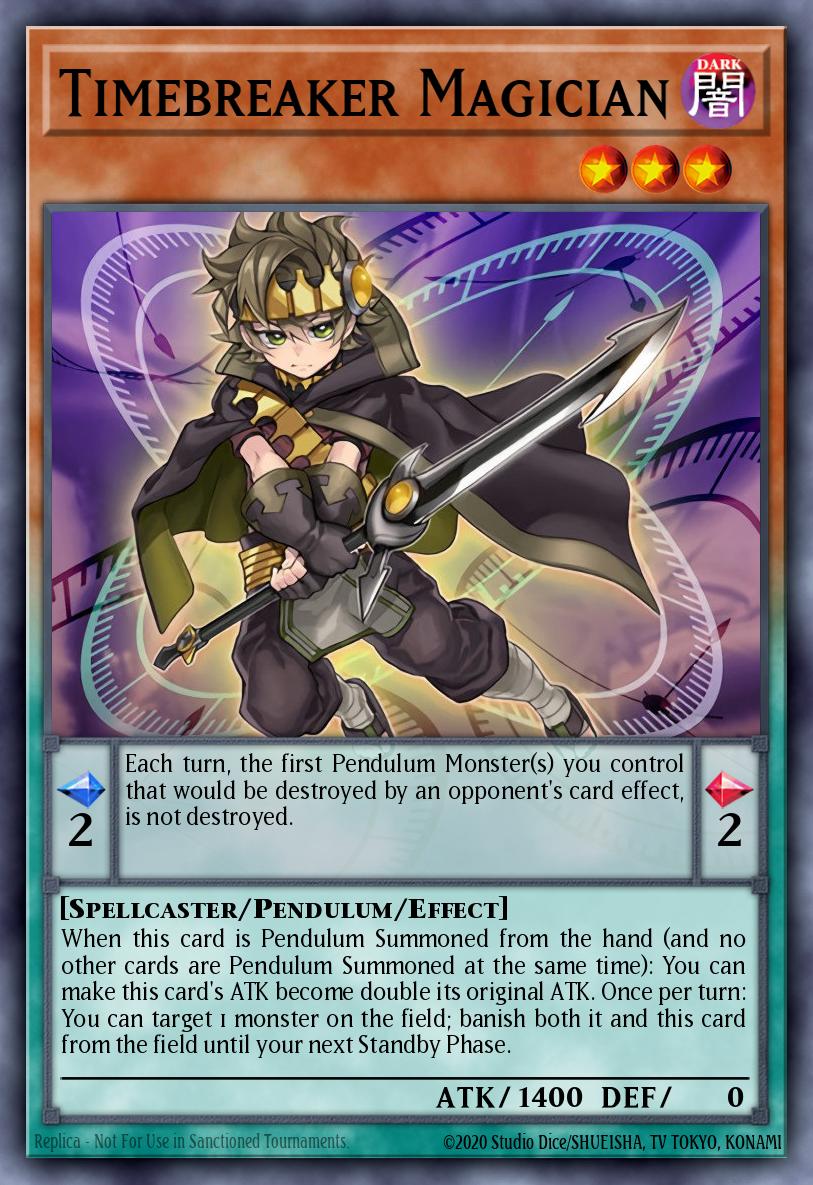 Timebreaker Magician
DARK
闇
Each turn, the first Pendulum Monster(s) you control
that would be destroyed by an opponent's card effect,
is not destroyed.
2
2
[Spellcaster/Pendulum/Effect]
When this card is Pendulum Summoned from the hand (and no
other cards are Pendulum Summoned at the same time): You can
make this card's ATK become double its original ATK. Once per turn:
You can target 1 monster on the field; banish both it and this card
from the field until your next Standby Phase.
ATK/ 1400 DEF/ 0
Replica - Not For Use in Sanctioned Tournaments.
©2020 Studio Dice/SHUEISHA, TV TOKYO, KONAMI